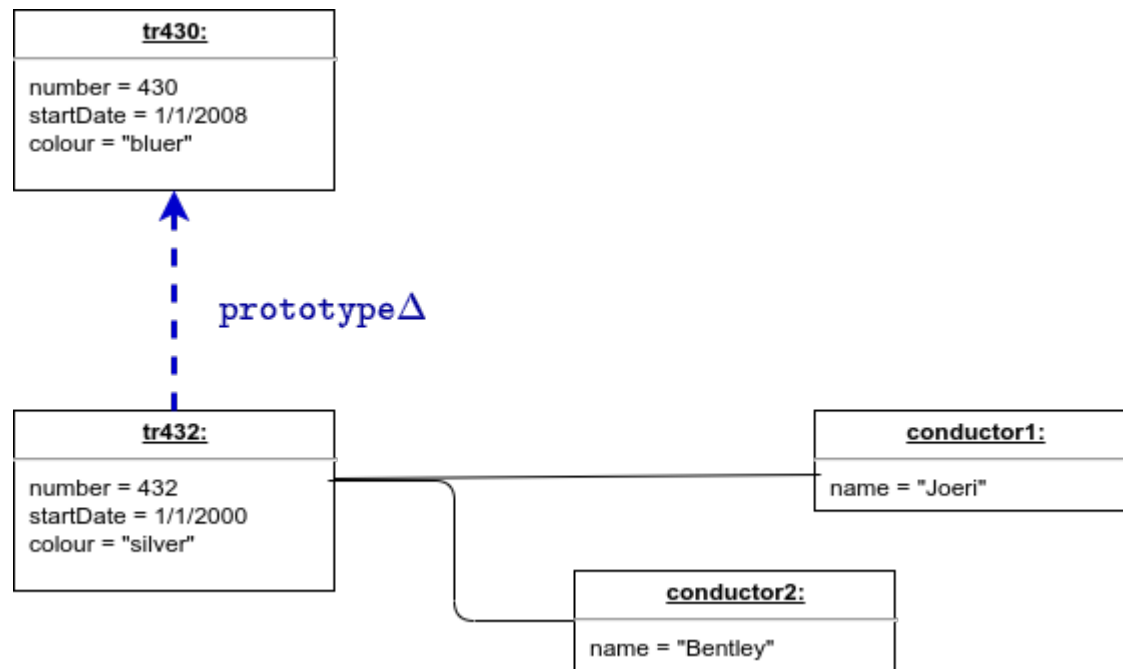 tr430:
number = 430
startDate = 1/1/2008
colour = "bluer"
prototypeΔ
tr432:
number = 432
startDate = 1/1/2000
colour = "silver"
conductor1:
name = "Joeri"
conductor2:
name = "Bentley"